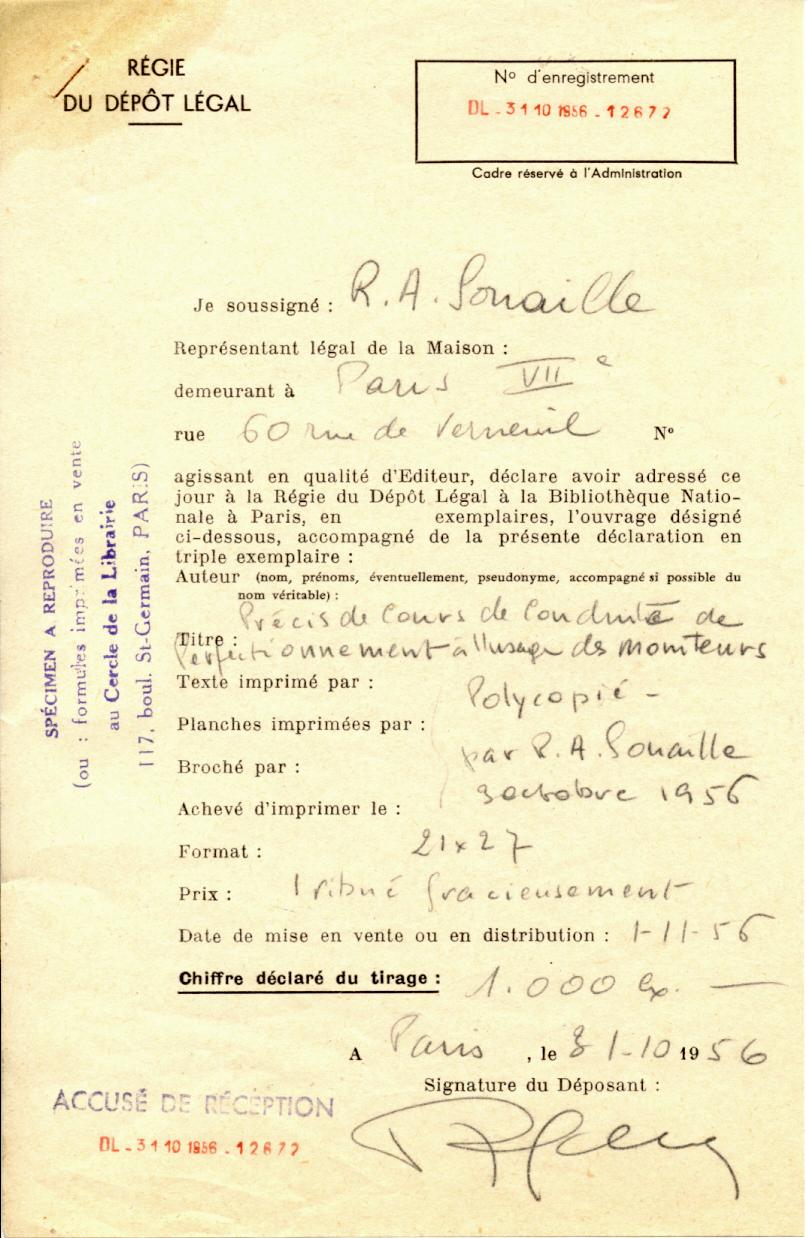 RÉGIE
DU DÉPÔT LÉGAL
No d'enregistrement
DL - 31 10 1956 - 12672
Cadre réservé à l'Administration
Je soussigné : R. A. Souaille
Représentant légal de la Maison :
demeurant à Paris VIIe
rue 60 rue de Verneuil No
agissant en qualité d'Editeur, déclare avoir adressé ce
jour à la Régie du Dépôt Légal à la Bibliothèque Natio-
nale à Paris, en exemplaires, l'ouvrage désigné
ci-dessous, accompagné de la présente déclaration en
triple exemplaire :
Auteur (nom, prénoms, éventuellement, pseudonyme, accompagné si possible du
nom véritable) :
Précis de Cours de Conduite de
Titre : Perfectionnement à l'usage des Moniteurs
Texte imprimé par : Polycopié -
Planches imprimées par :
par R. A. Souaille
Broché par :
3 octobre 1956
Achevé d'imprimer le :
Format : 21 x 27
Prix : gracieusement
Date de mise en vente ou en distribution : 1-11-56
Chiffre déclaré du tirage : 1.000 ex.
A Paris, le 31-10 1956
Signature du Déposant :
ACCUSÉ DE RÉCEPTION
DL - 31 10 1956 - 12672
SPÉCIMEN A REPRODUIRE
(ou : formules imprimées en vente
au Cercle de la Librairie
117, boul. St-Germain, PARIS)